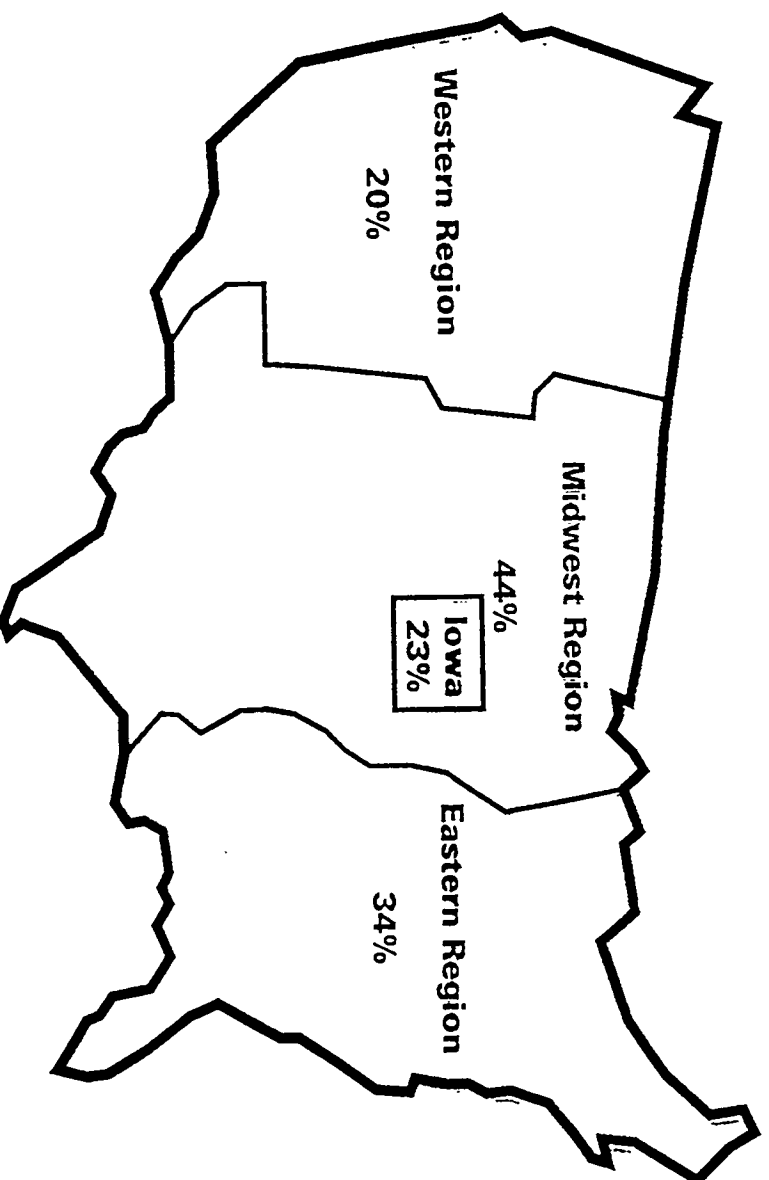 Western Region
20%
Midwest Region
44%
Iowa
23%
Eastern Region
34%